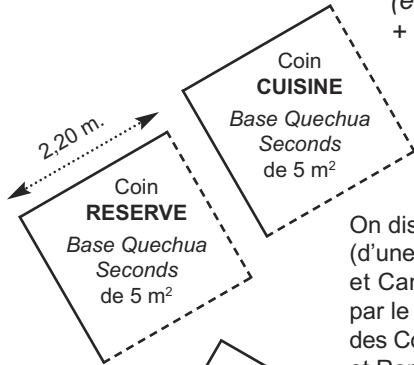 (e
+
Coin
CUISINE
Base Quechua
Seconds
de 5 m²
2,20 m.
Coin
RESERVE
Base Quechua
Seconds
de 5 m²
On dis
(d'une
et Car
par le
des Co